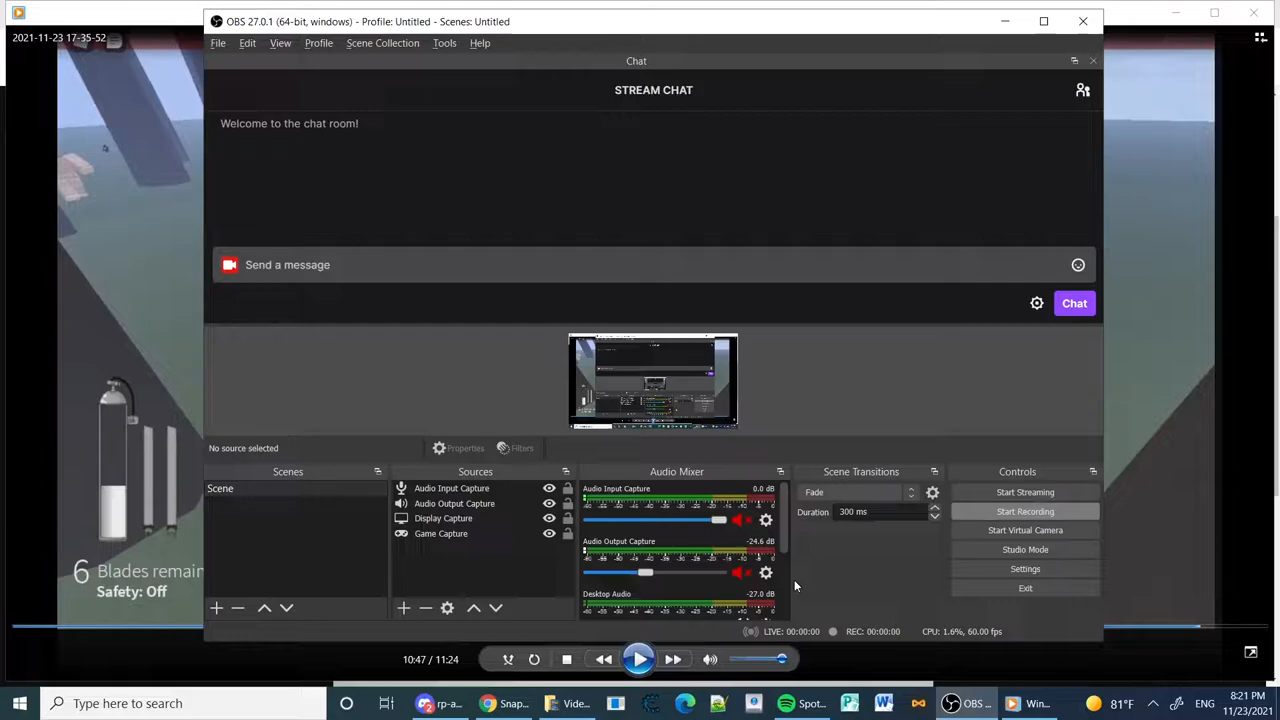 OBS 27.0.1 (64-bit, windows) - Profile: Untitled - Scenes: Untitled
2021-11-23 17-35-52
File Edit View Profile Scene Collection Tools Help
Chat
STREAM CHAT
Welcome to the chat room!
Send a message
Chat
No source selected
Properties
Filters
Scenes
Scene
Sources
Audio Input Capture
Audio Output Capture
Display Capture
Game Capture
Audio Mixer
Audio Input Capture 0.0 dB
Audio Output Capture -24.6 dB
Desktop Audio -27.0 dB
Scene Transitions
Fade
Duration 300 ms
Controls
Start Streaming
Start Recording
Start Virtual Camera
Studio Mode
Settings
Exit
6 Blades remain
Safety: Off
LIVE: 00:00:00 REC: 00:00:00 CPU: 1.6%, 60.00 fps
10:47 / 11:24
Type here to search
rp-a...
Snap...
Vide...
Spot...
OBS ...
Win...
81°F
ENG
8:21 PM
11/23/2021